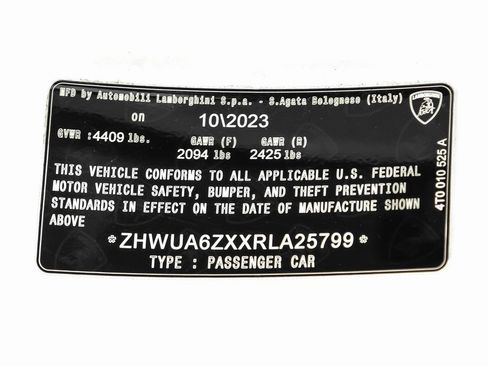 MFD by Automobili Lamborghini S.p.a. - S.Agata Bolognese (Italy)
on 10\2023
GVWR :4409 lbs. GAWR (F) GAWR (R)
2094 lbs 2425 lbs
THIS VEHICLE CONFORMS TO ALL APPLICABLE U.S. FEDERAL
MOTOR VEHICLE SAFETY, BUMPER, AND THEFT PREVENTION
STANDARDS IN EFFECT ON THE DATE OF MANUFACTURE SHOWN
ABOVE
*ZHWUA6ZXXRLA25799*
TYPE : PASSENGER CAR
4T0 010 525 A